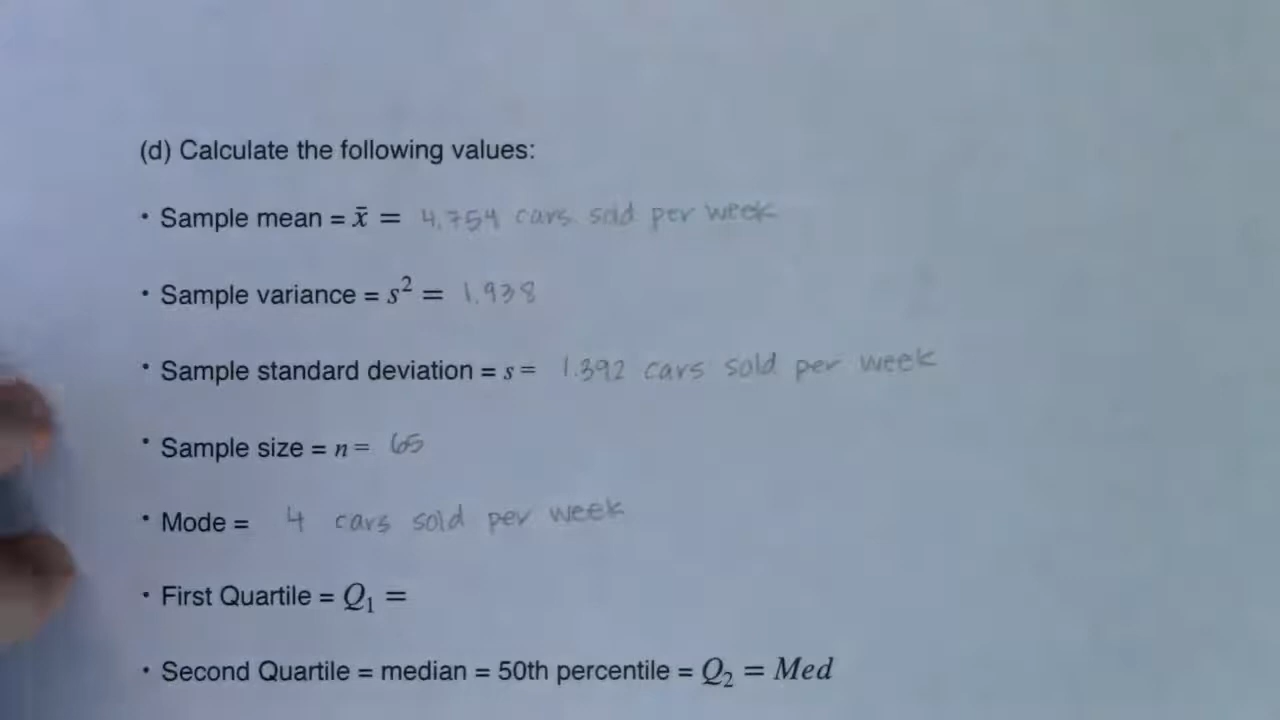 (d) Calculate the following values:
· Sample mean = x̄ = 4.754 cars sold per week
· Sample variance = s² = 1.938
· Sample standard deviation = s = 1.392 cars sold per week
· Sample size = n = 65
· Mode = 4 cars sold per week
· First Quartile = Q₁ =
· Second Quartile = median = 50th percentile = Q₂ = Med